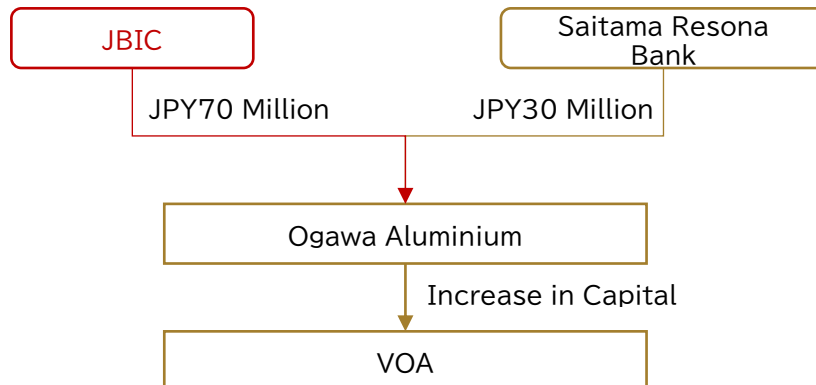 JBIC
Saitama Resona
Bank
JPY70 Million
JPY30 Million
Ogawa Aluminium
Increase in Capital
VOA